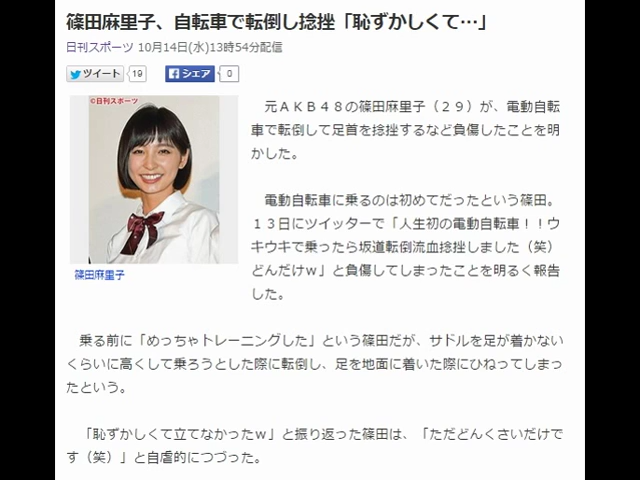 篠田麻里子、自転車で転倒し捻挫「恥ずかしくて…」
日刊スポーツ 10月14日(水)13時54分配信
ツイート 19 シェア 0
©日刊スポーツ
篠田麻里子
元ＡＫＢ４８の篠田麻里子（２９）が、電動自転
車で転倒して足首を捻挫するなど負傷したことを明
かした。
電動自転車に乗るのは初めてだったという篠田。
１３日にツイッターで「人生初の電動自転車！！ウ
キウキで乗ったら坂道転倒流血捻挫しました（笑）
どんだけｗ」と負傷してしまったことを明るく報告
した。
乗る前に「めっちゃトレーニングした」という篠田だが、サドルを足が着かない
くらいに高くして乗ろうとした際に転倒し、足を地面に着いた際にひねってしまっ
たという。
「恥ずかしくて立てなかったｗ」と振り返った篠田は、「ただどんくさいだけで
す（笑）」と自虐的につづった。